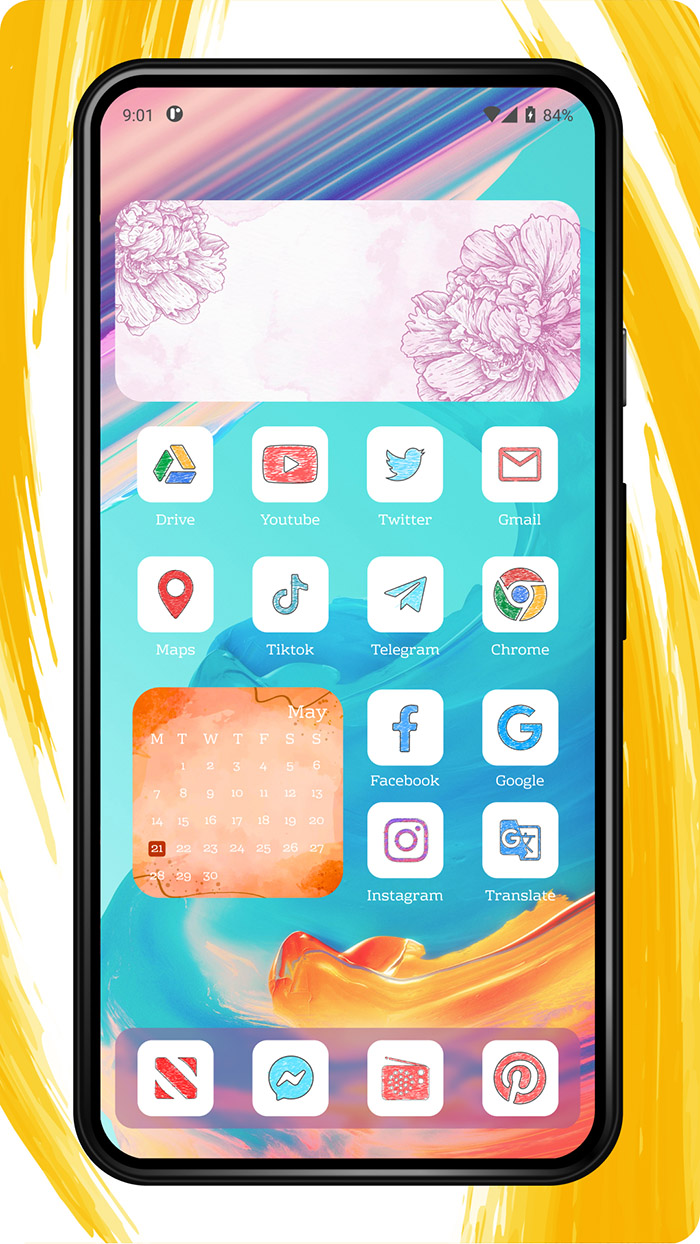 9:01 84%
Drive Youtube Twitter Gmail
Maps Tiktok Telegram Chrome
May
M T W T F S S
1 2 3 4 5 6
7 8 9 10 11 12 13
14 15 16 17 18 19 20
21 22 23 24 25 26 27
28 29 30
Facebook Google
Instagram Translate